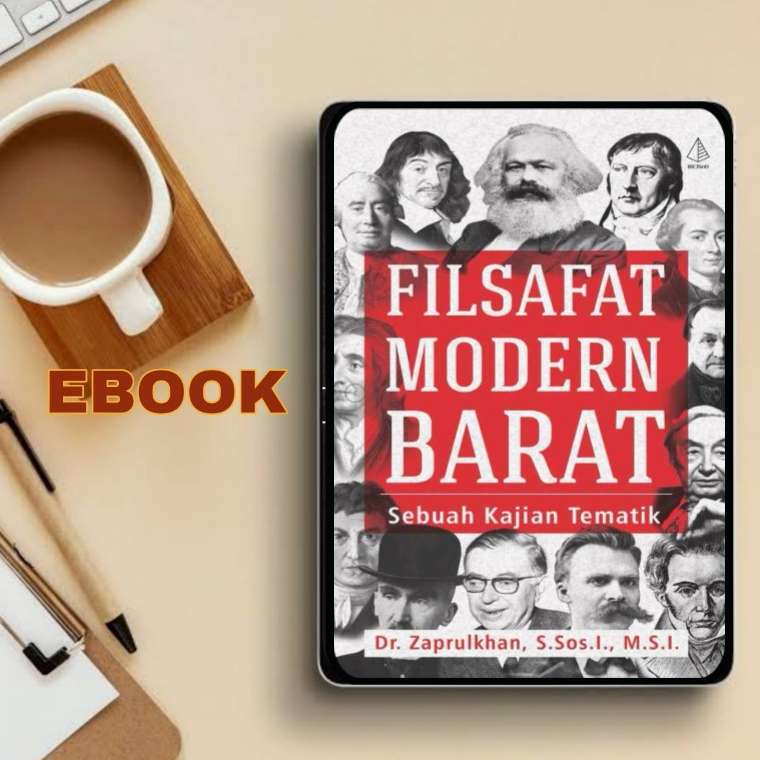 EBOOK
FILSAFAT
MODERN
BARAT
Sebuah Kajian Tematik
Dr. Zaprulkhan, S.Sos.I., M.S.I.